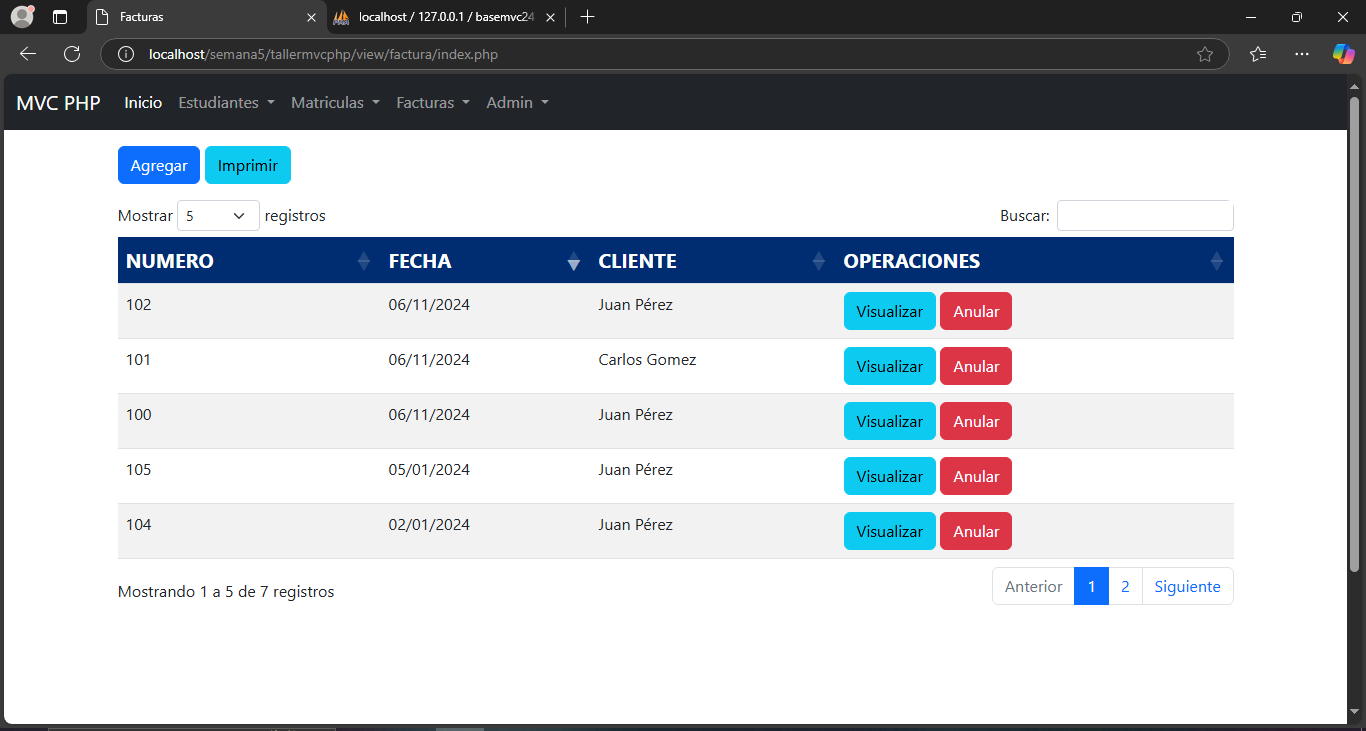 Facturas
localhost / 127.0.0.1 / basemvc24
localhost/semana5/tallermvcphp/view/factura/index.php
MVC PHP Inicio Estudiantes Matriculas Facturas Admin
Agregar Imprimir
Mostrar 5 registros Buscar:
NUMERO FECHA CLIENTE OPERACIONES
102 06/11/2024 Juan Pérez Visualizar Anular
101 06/11/2024 Carlos Gomez Visualizar Anular
100 06/11/2024 Juan Pérez Visualizar Anular
105 05/01/2024 Juan Pérez Visualizar Anular
104 02/01/2024 Juan Pérez Visualizar Anular
Mostrando 1 a 5 de 7 registros Anterior 1 2 Siguiente